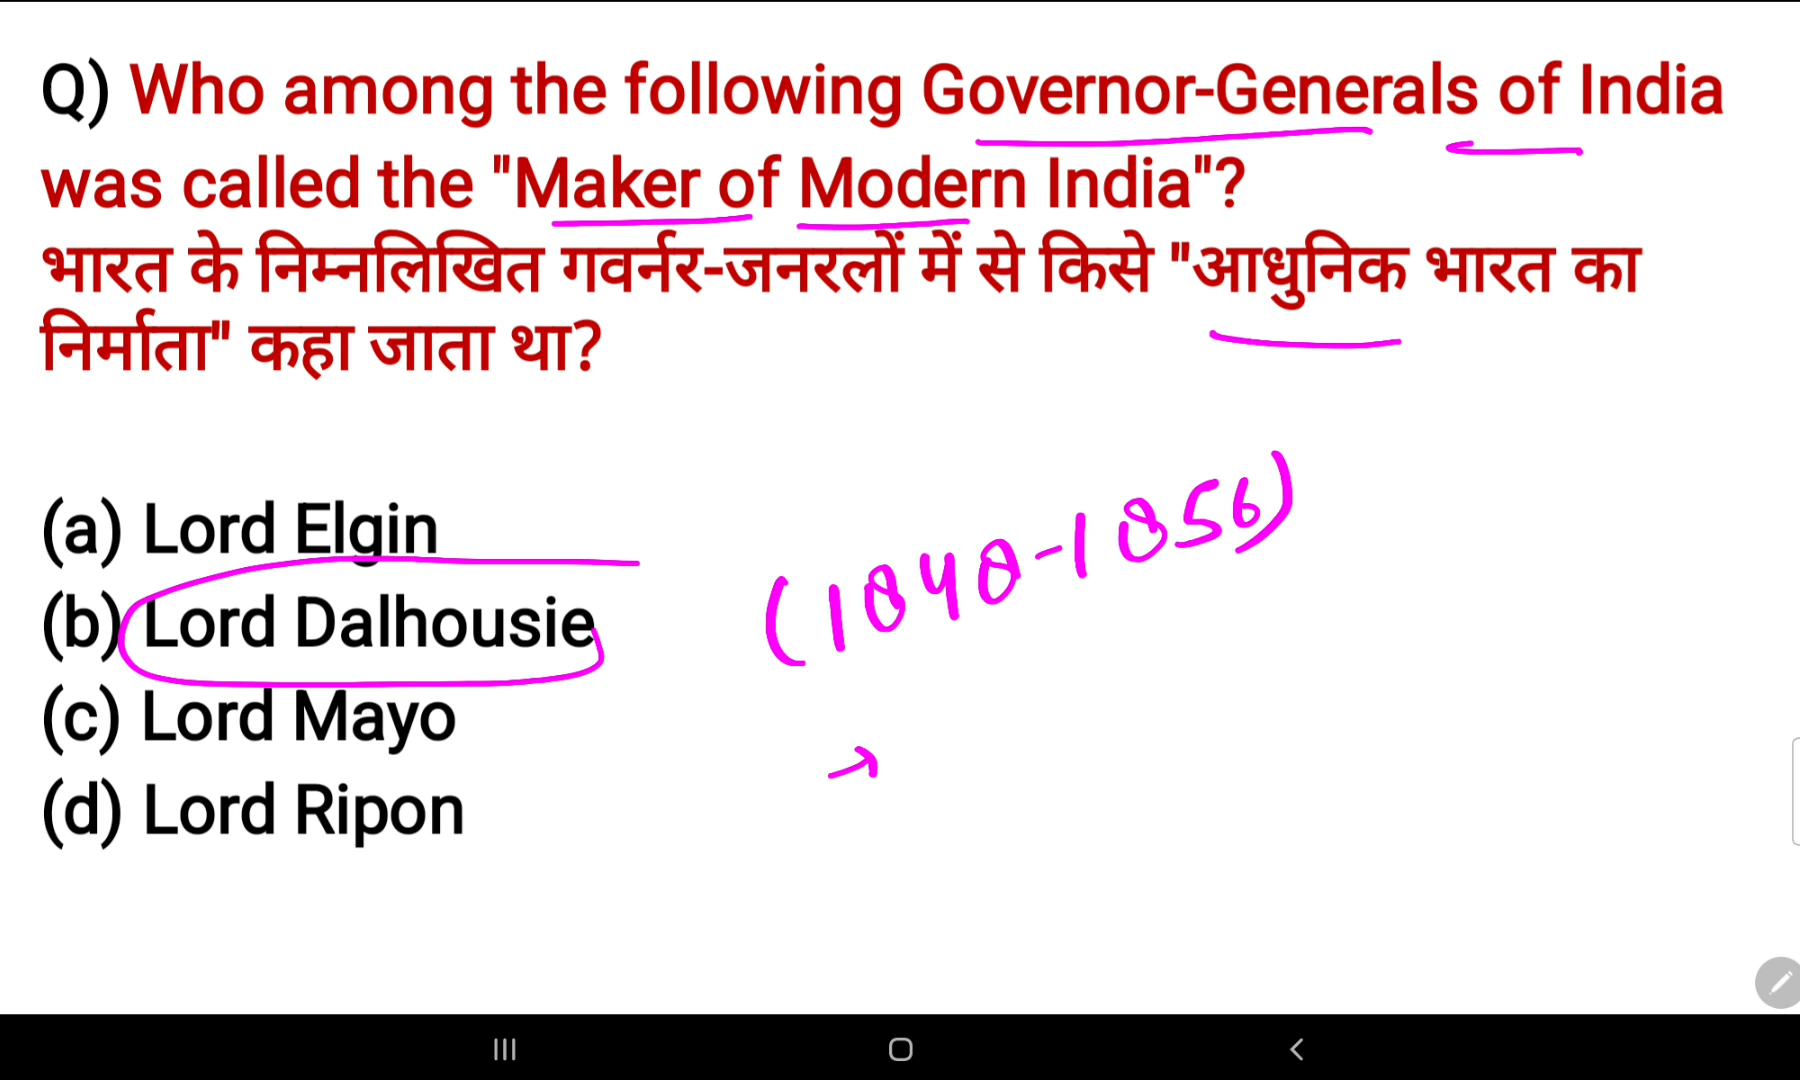 Q) Who among the following Governor-Generals of India
was called the "Maker of Modern India"?
भारत के निम्नलिखित गवर्नर-जनरलों में से किसे "आधुनिक भारत का
निर्माता" कहा जाता था?
(a) Lord Elgin
(b) Lord Dalhousie
(1848-1856)
(c) Lord Mayo
(d) Lord Ripon